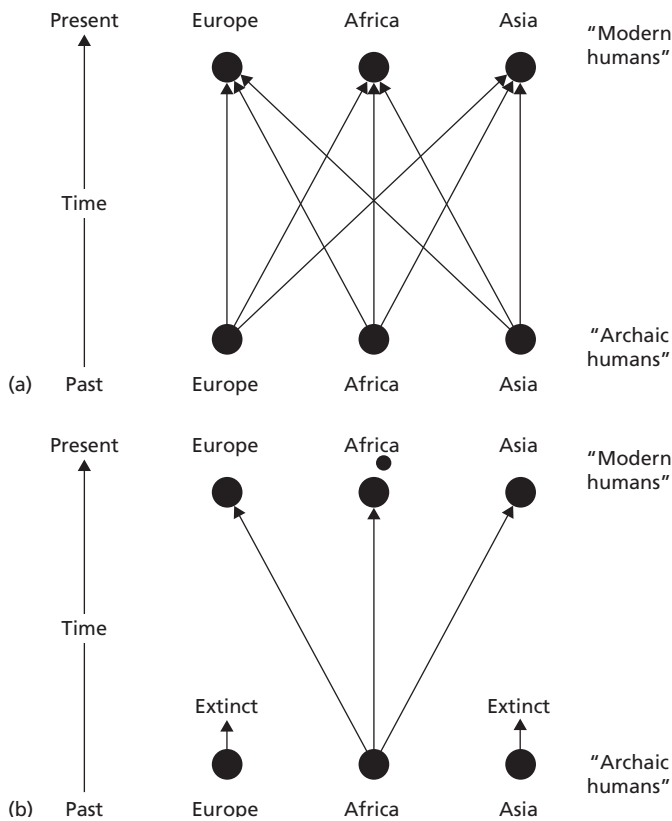 Present Europe Africa Asia "Modern
humans"
Time
"Archaic
humans"
(a) Past Europe Africa Asia
Present Europe Africa Asia "Modern
humans"
Time
Extinct Extinct
"Archaic
humans"
(b) Past Europe Africa Asia